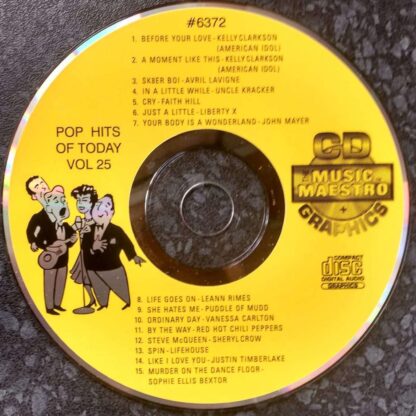 #6372
1. BEFORE YOUR LOVE - KELLY CLARKSON
(AMERICAN IDOL)
2. A MOMENT LIKE THIS - KELLY CLARKSON
(AMERICAN IDOL)
3. SK8ER BOI - AVRIL LAVIGNE
4. IN A LITTLE WHILE - UNCLE KRACKER
5. CRY - FAITH HILL
6. JUST A LITTLE - LIBERTY X
7. YOUR BODY IS A WONDERLAND - JOHN MAYER
POP HITS
OF TODAY
VOL 25
CD
MUSIC
MAESTRO
+
GRAPHICS
COMPACT
disc
DIGITAL AUDIO
GRAPHICS
8. LIFE GOES ON - LEANN RIMES
9. SHE HATES ME - PUDDLE OF MUDD
10. ORDINARY DAY - VANESSA CARLTON
11. BY THE WAY - RED HOT CHILI PEPPERS
12. STEVE McQUEEN - SHERYL CROW
13. SPIN - LIFEHOUSE
14. LIKE I LOVE YOU - JUSTIN TIMBERLAKE
15. MURDER ON THE DANCE FLOOR -
SOPHIE ELLIS BEXTOR